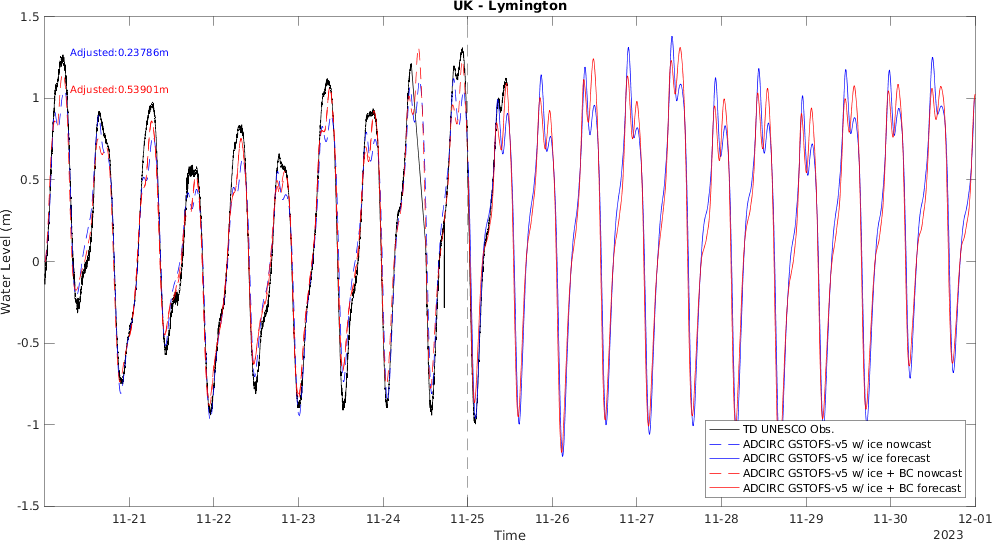 UK - Lymington
Adjusted:0.23786m
Adjusted:0.53901m
Water Level (m)
1.5
1
0.5
0
-0.5
-1
-1.5
TD UNESCO Obs.
ADCIRC GSTOFS-v5 w/ ice nowcast
ADCIRC GSTOFS-v5 w/ ice forecast
ADCIRC GSTOFS-v5 w/ ice + BC nowcast
ADCIRC GSTOFS-v5 w/ ice + BC forecast
11-21 11-22 11-23 11-24 11-25 11-26 11-27 11-28 11-29 11-30 12-01
Time
2023